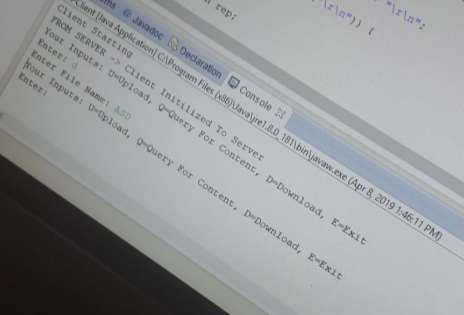 "\r\n";
n rep;
"\r\n")) {
ms @ Javadoc Declaration Console
Client [Java Application] C:\Program Files (x86)\Java\jre1.8.0_181\bin\javaw.exe (Apr 8, 2019 1:46:11 PM)
Client Starting
FROM SERVER -> Client Initilized To Server
Your Inputs: U=Upload, Q=Query For Content, D=Download, E=Exit
Enter: d
Enter File Name: ASD
Your Inputs: U=Upload, Q=Query For Content, D=Download, E=Exit
Enter: